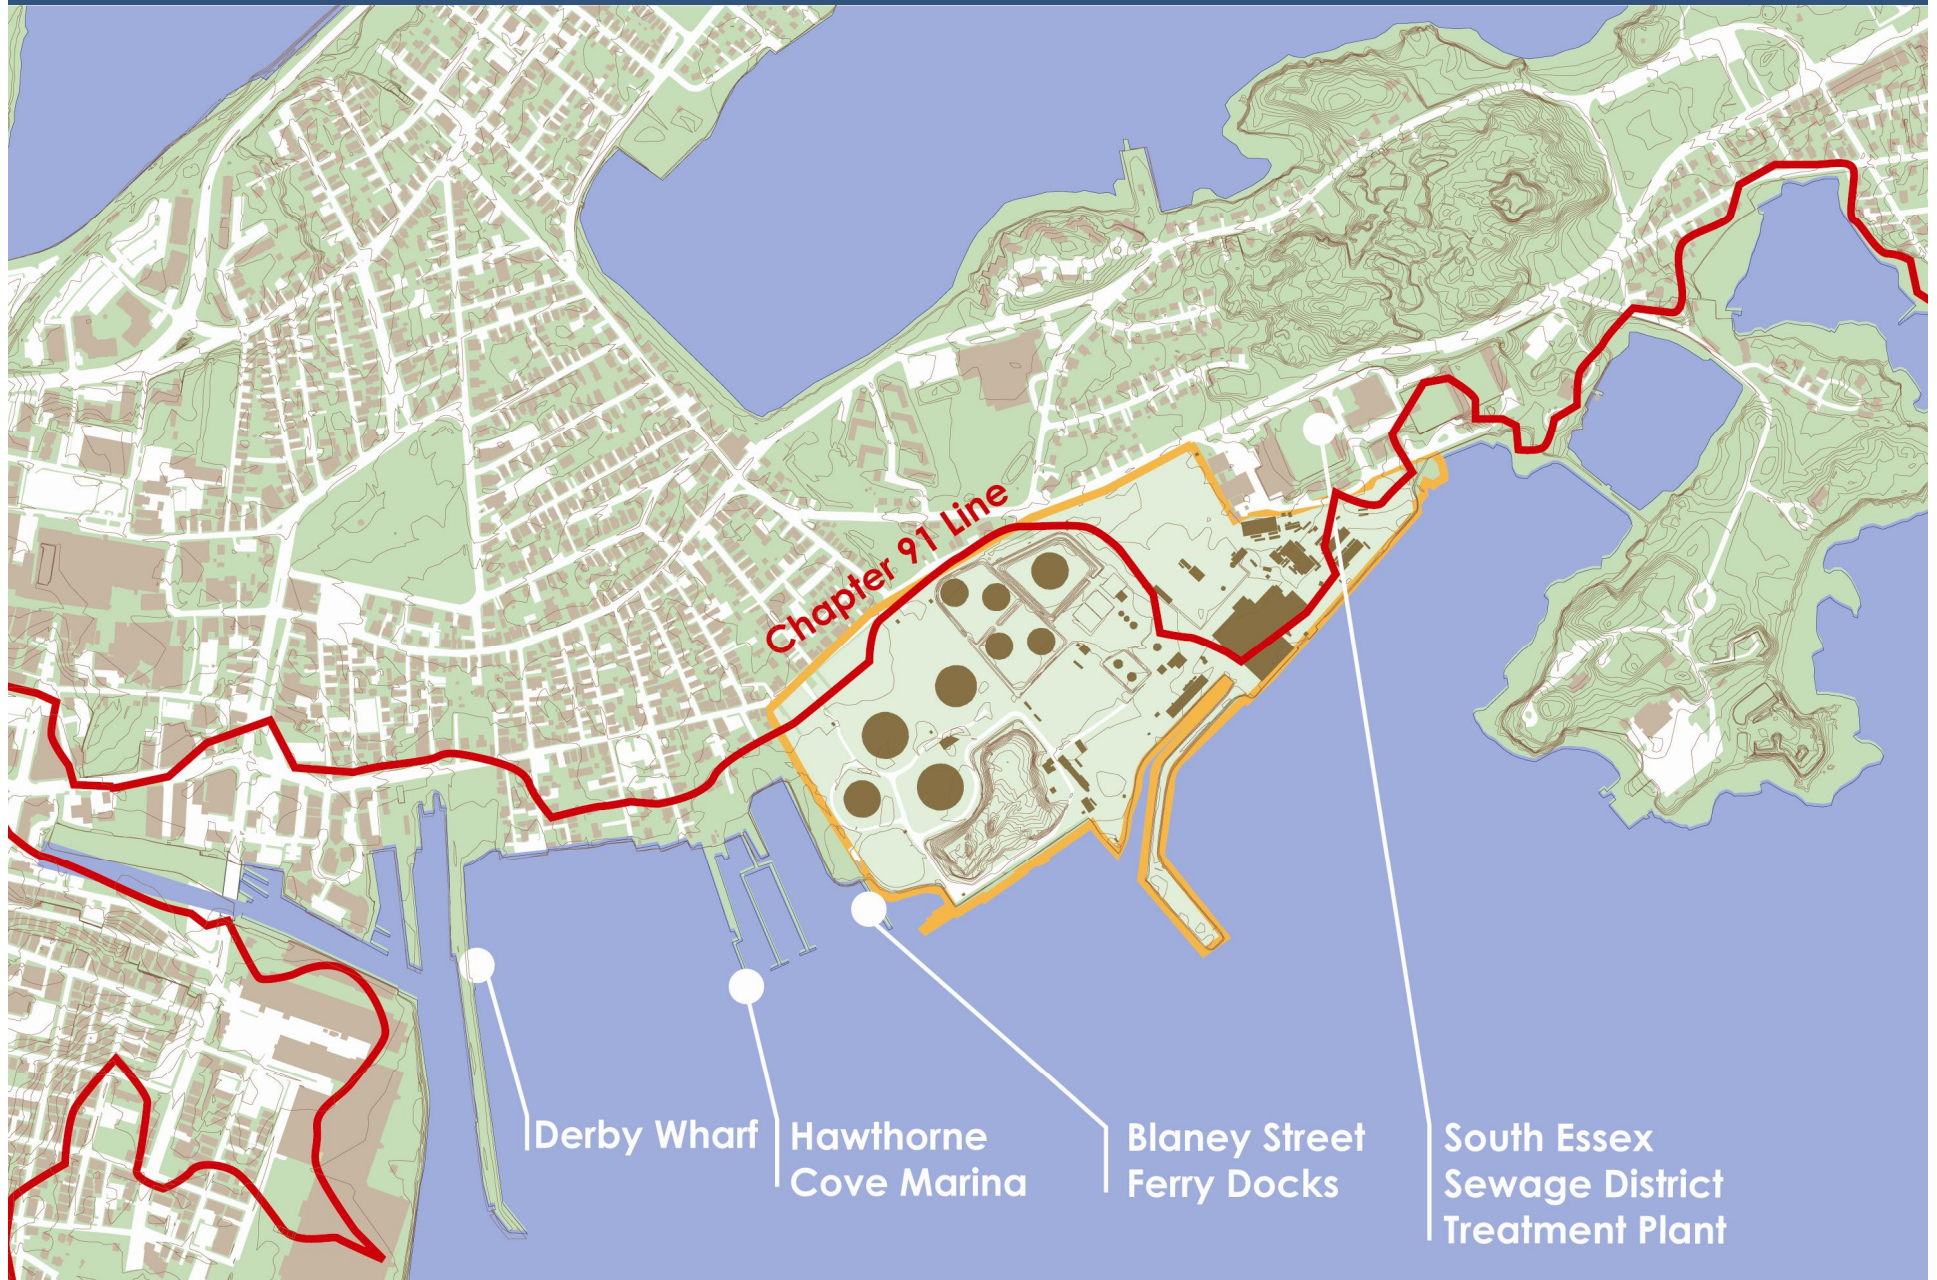 Chapter 91 Line
Derby Wharf
Hawthorne
Cove Marina
Blaney Street
Ferry Docks
South Essex
Sewage District
Treatment Plant